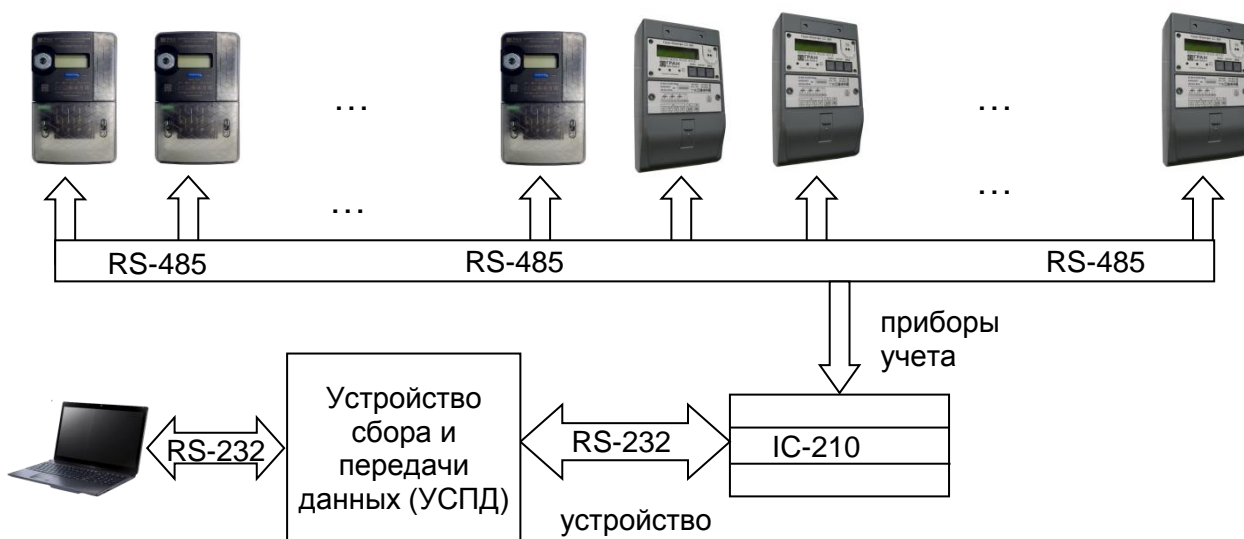 ...
...
...
...
RS-485
RS-485
RS-485
приборы
учета
Устройство
сбора и
передачи
данных (УСПД)
RS-232
RS-232
IC-210
устройство